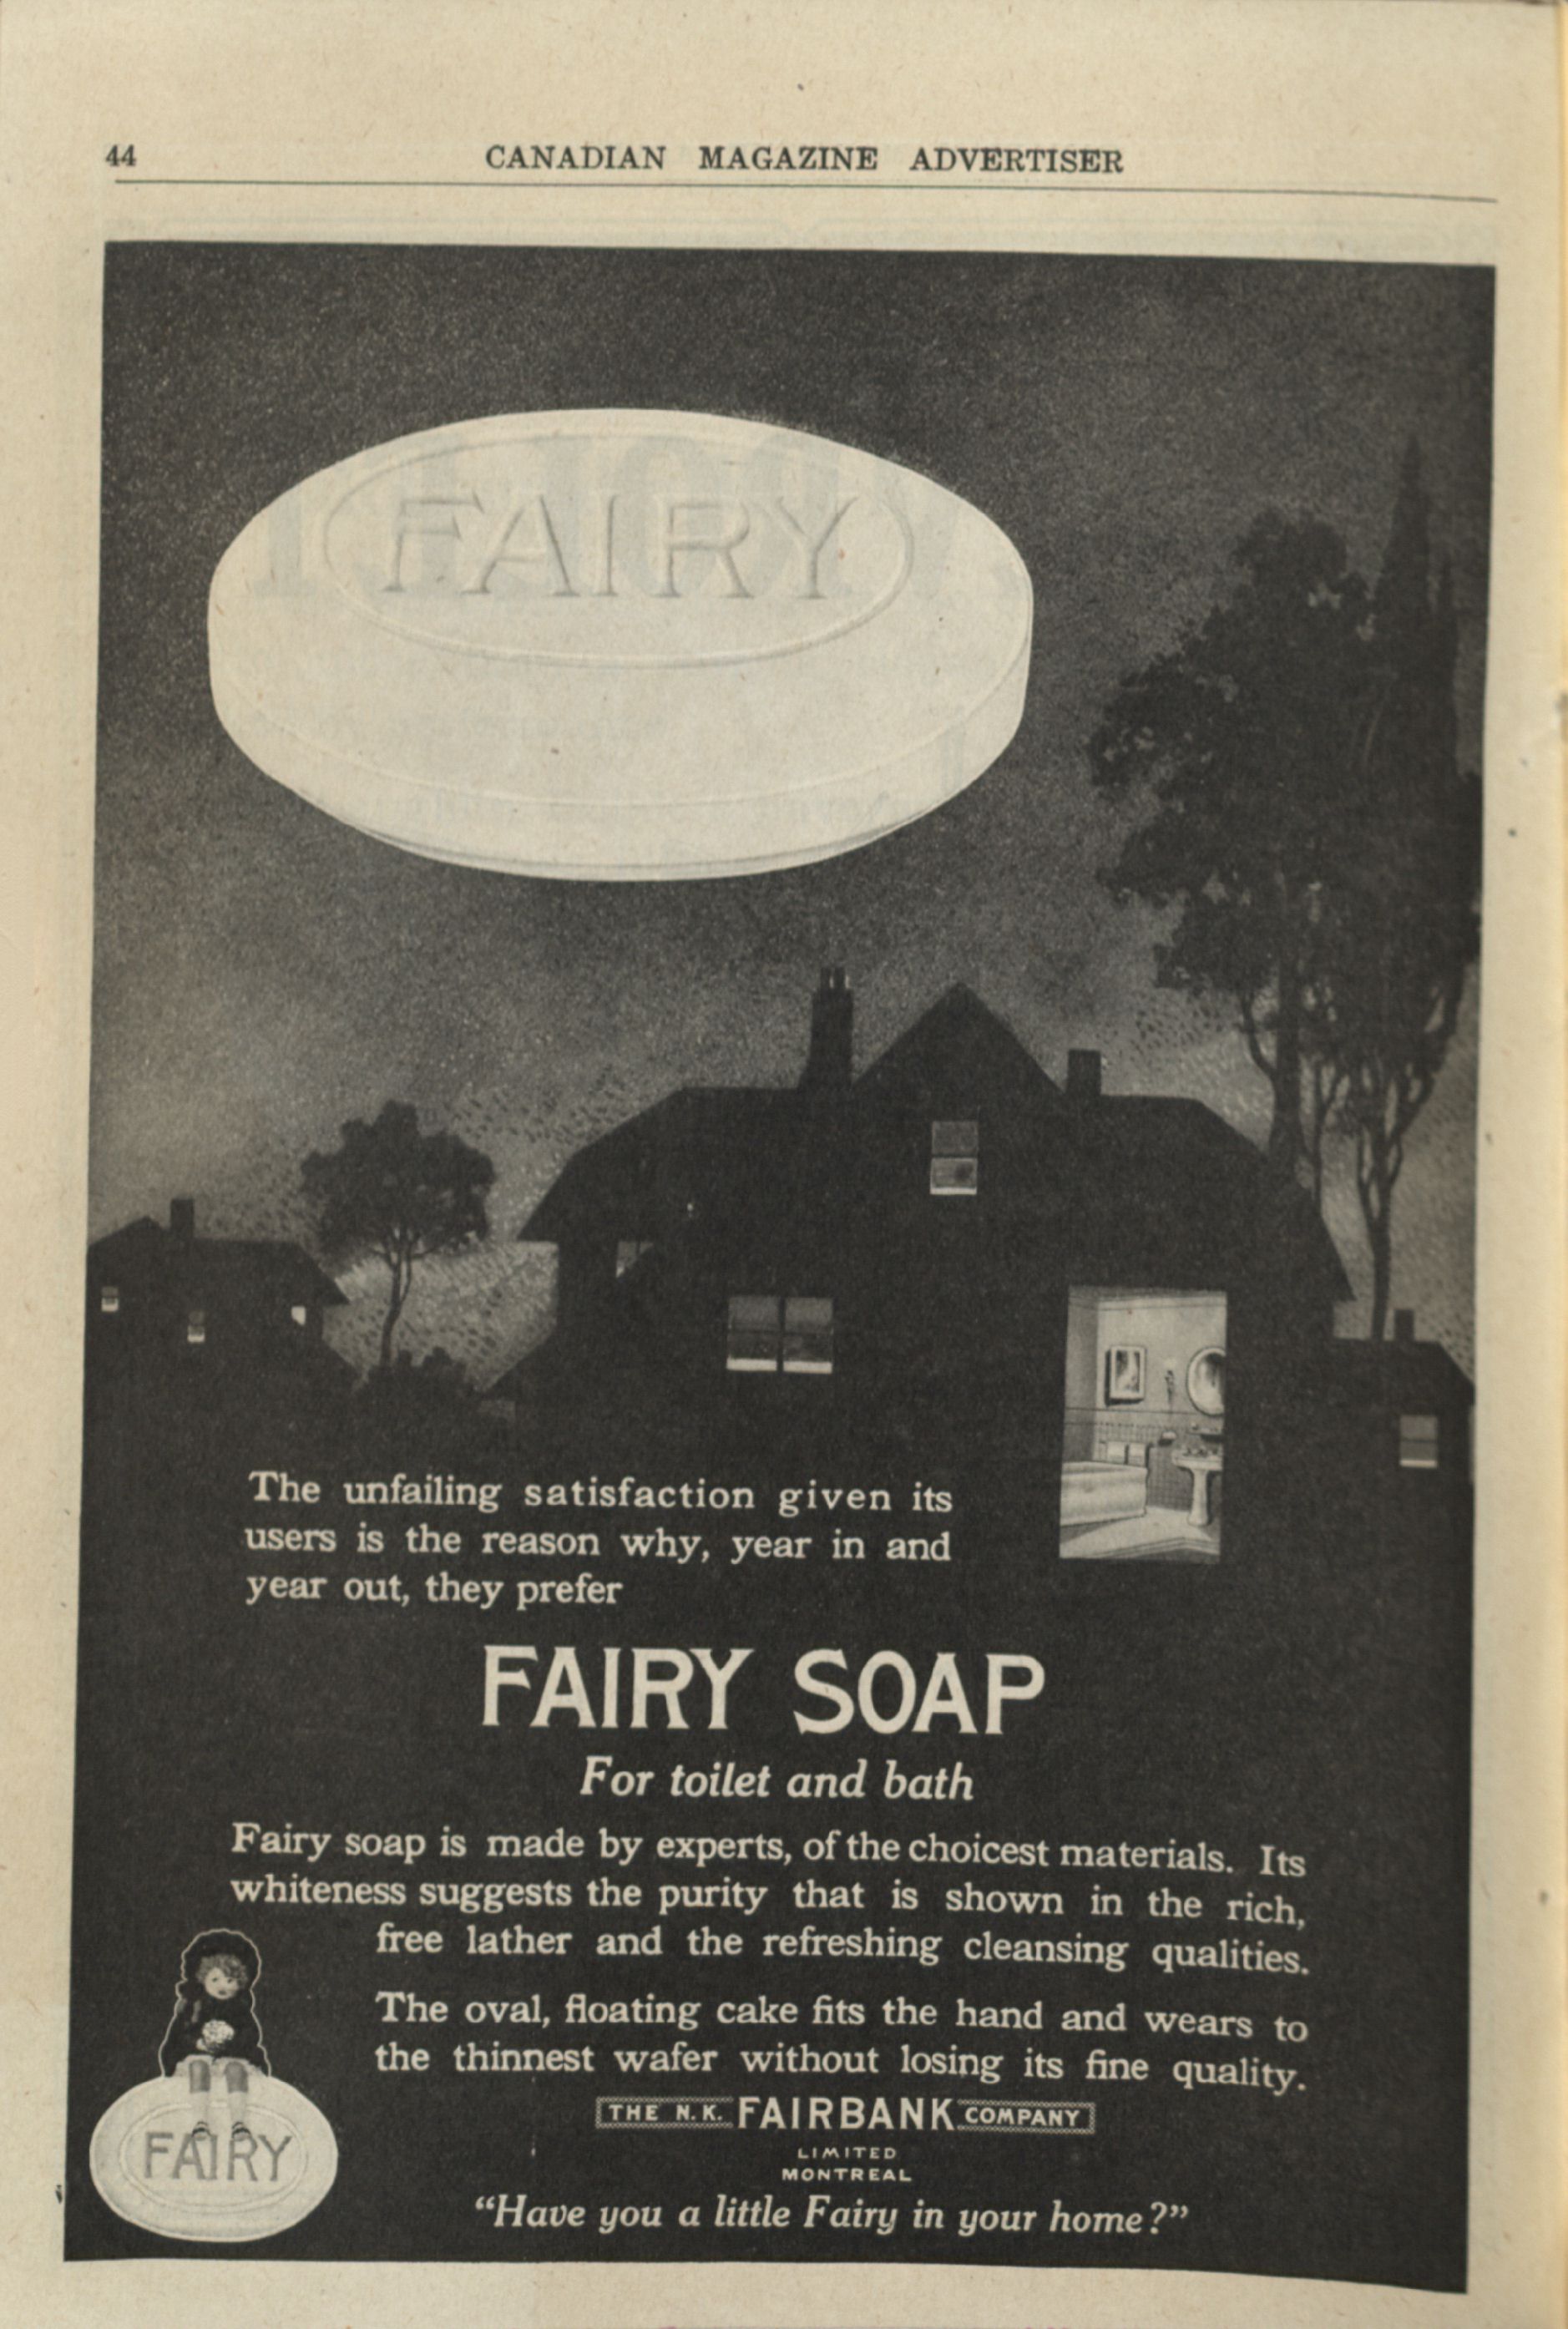 44
CANADIAN MAGAZINE ADVERTISER
FAIRY
The unfailing satisfaction given its
users is the reason why, year in and
year out, they prefer
FAIRY SOAP
For toilet and bath
Fairy soap is made by experts, of the choicest materials. Its
whiteness suggests the purity that is shown in the rich,
free lather and the refreshing cleansing qualities.
The oval, floating cake fits the hand and wears to
the thinnest wafer without losing its fine quality.
THE N.K. FAIRBANK COMPANY
LIMITED
MONTREAL
FAIRY
"Have you a little Fairy in your home?"